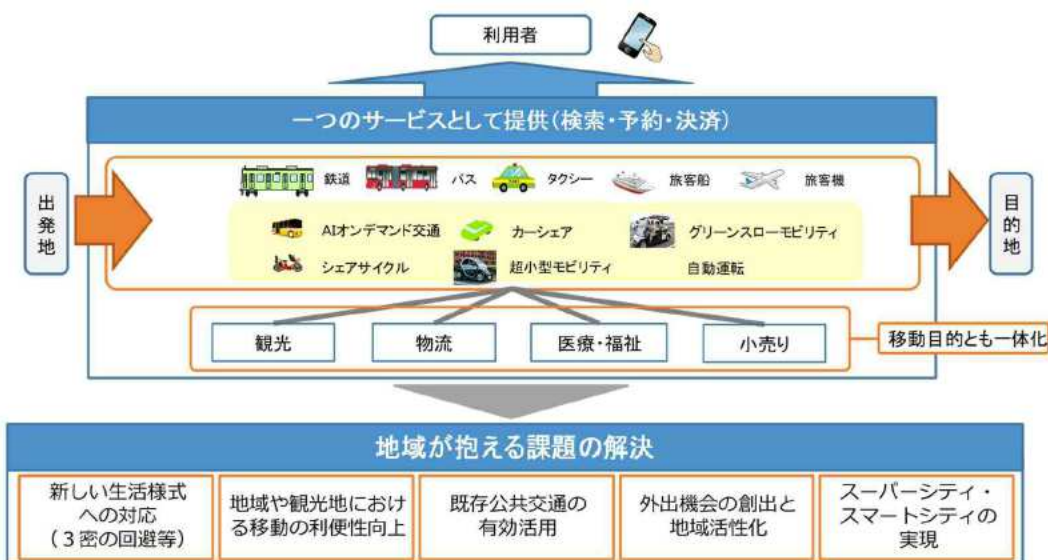 利用者
一つのサービスとして提供(検索・予約・決済)
出発地
鉄道 バス タクシー 旅客船 旅客機
AIオンデマンド交通 カーシェア グリーンスローモビリティ
シェアサイクル 超小型モビリティ 自動運転
目的地
観光 物流 医療・福祉 小売り
移動目的とも一体化
地域が抱える課題の解決
新しい生活様式
への対応
(3密の回避等)
地域や観光地におけ
る移動の利便性向上
既存公共交通の
有効活用
外出機会の創出と
地域活性化
スーパーシティ・
スマートシティの
実現